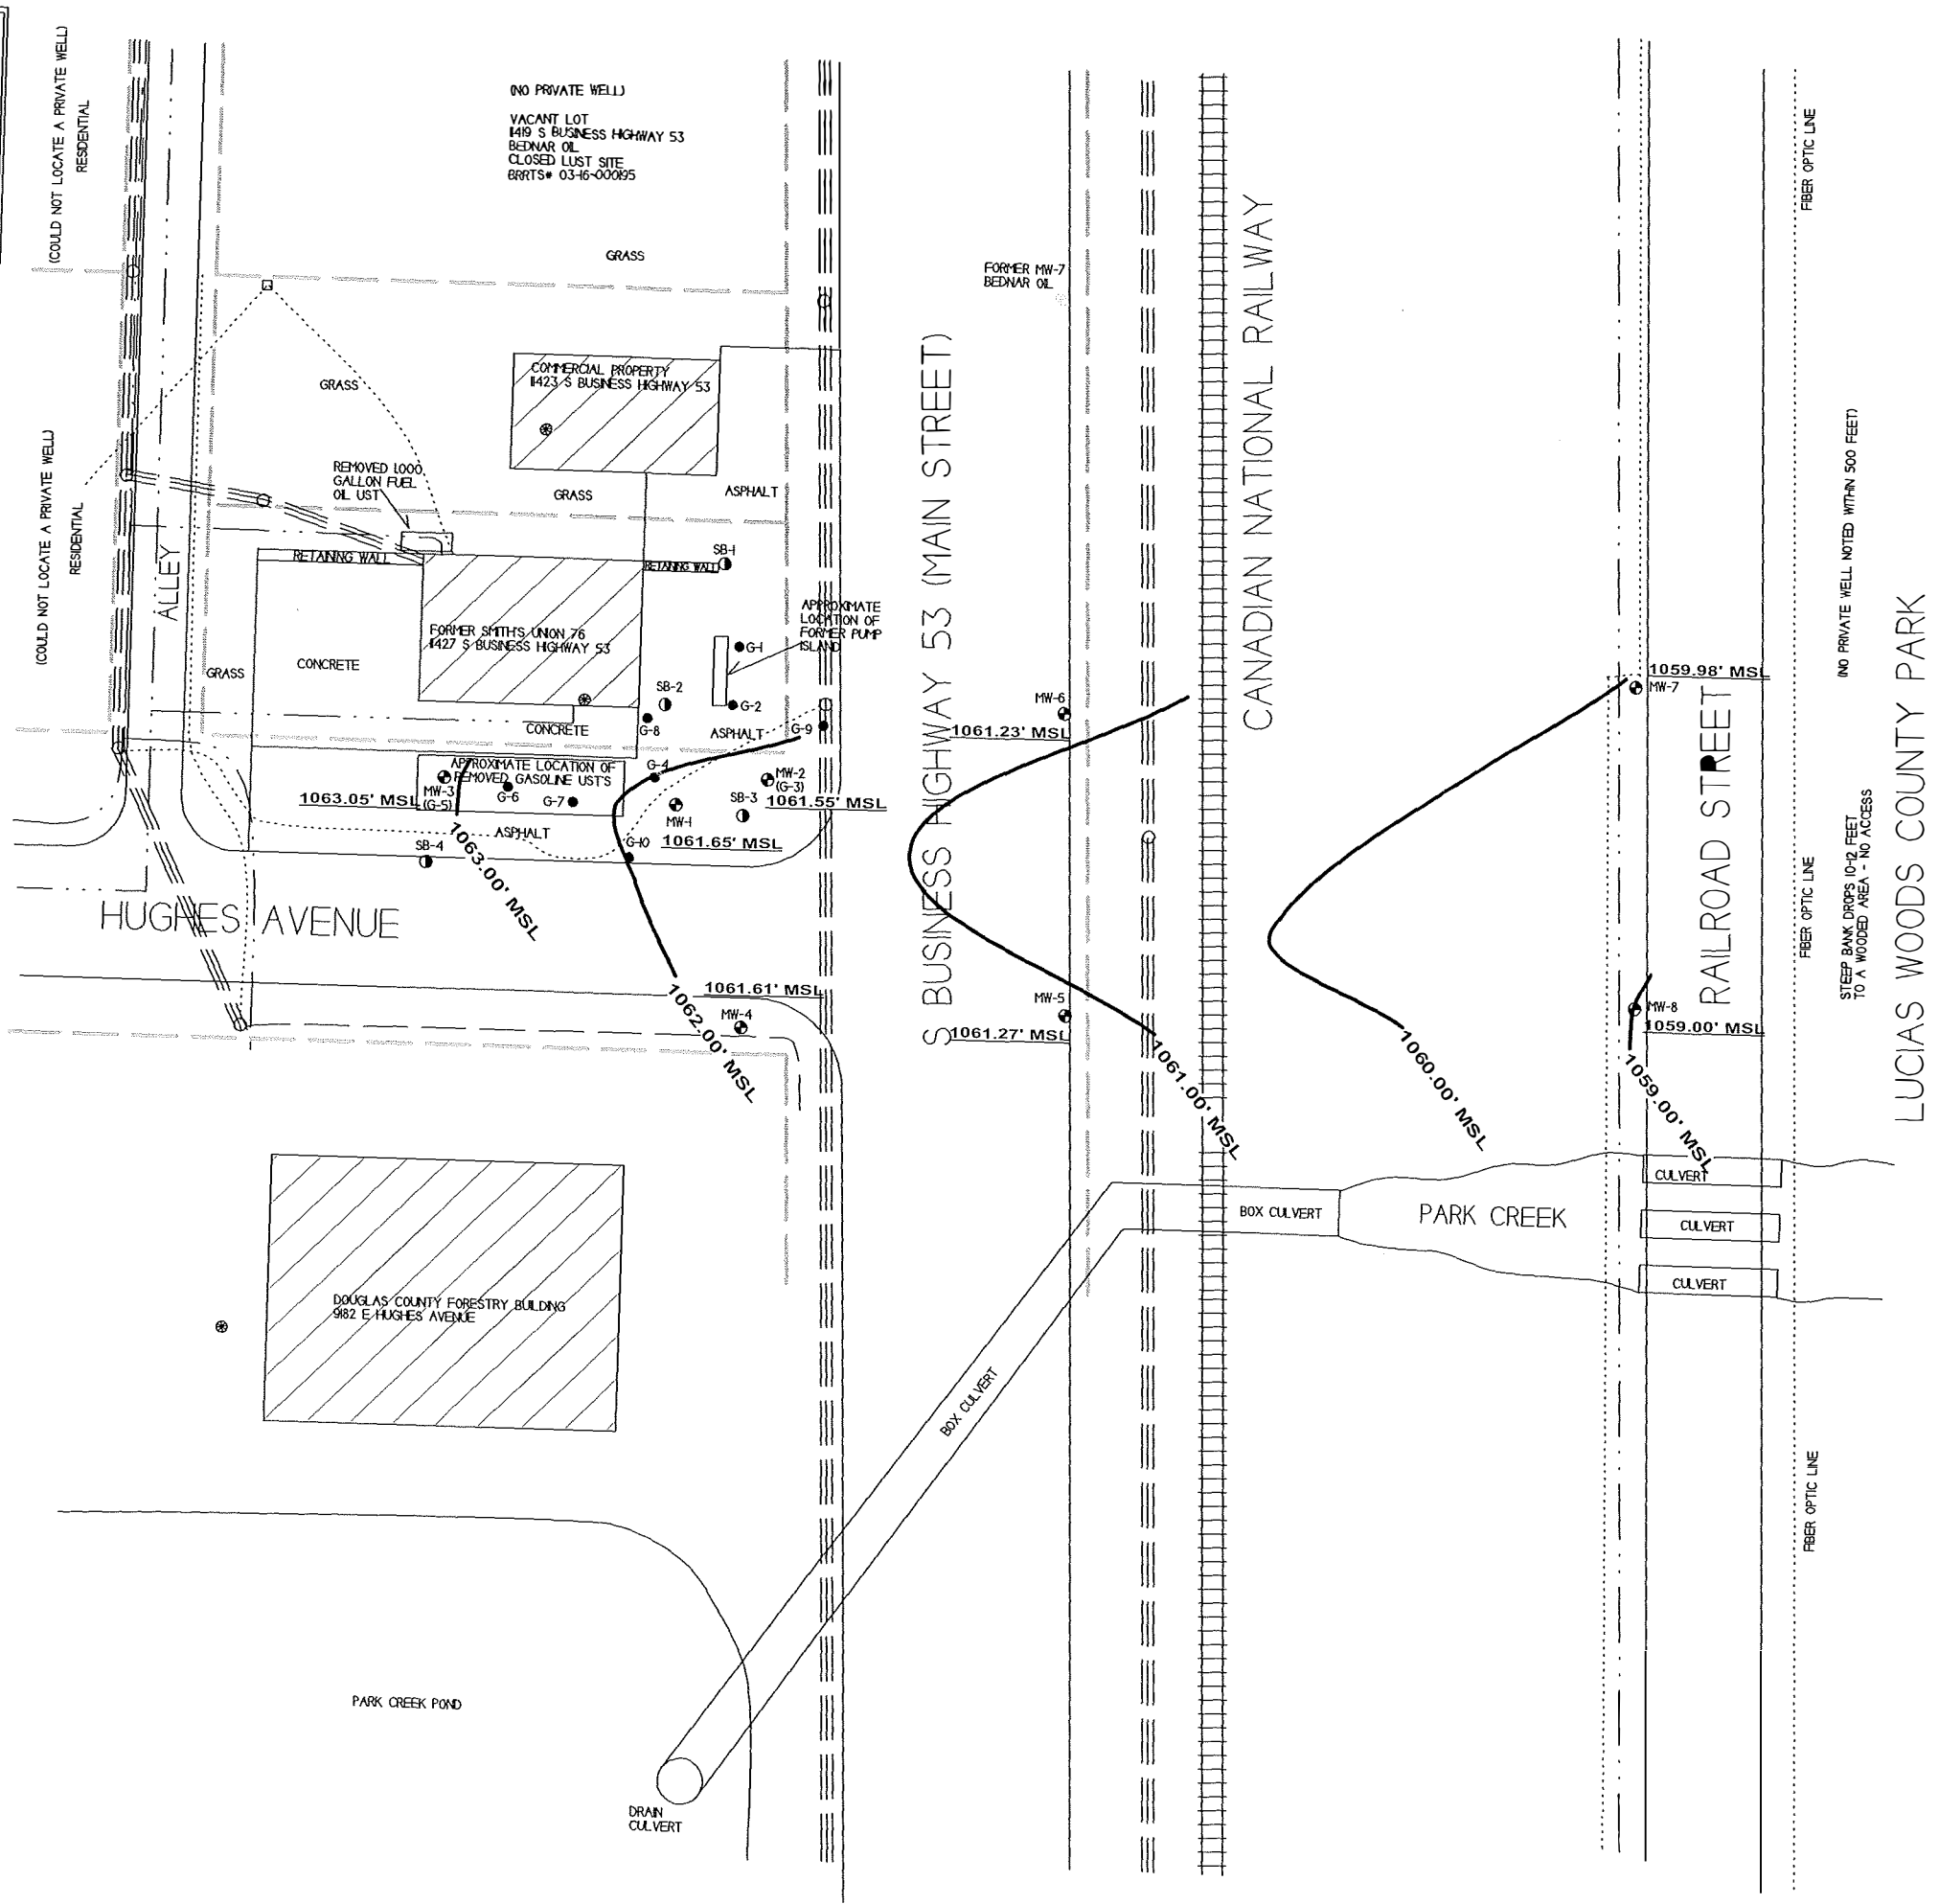 (COULD NOT LOCATE A PRIVATE WELL)
RESIDENTIAL
(NO PRIVATE WELL)
VACANT LOT
11419 S BUSINESS HIGHWAY 53
BEDNAR OIL
CLOSED LUST SITE
BRRTS# 03-16-000195
GRASS
FORMER MW-7
BEDNAR OIL
FIBER OPTIC LINE
CANADIAN NATIONAL RAILWAY
S BUSINESS HIGHWAY 53 (MAIN STREET)
COMMERCIAL PROPERTY
11423 S BUSINESS HIGHWAY 53
GRASS
(COULD NOT LOCATE A PRIVATE WELL)
RESIDENTIAL
REMOVED 1,000
GALLON FUEL
OIL UST
GRASS
ASPHALT
(NO PRIVATE WELL NOTED WITHIN 500 FEET)
ALLEY
RETAINING WALL
RETAINING WALL
SB-1
APPROXIMATE
LOCATION OF
FORMER PUMP
ISLAND
FORMER SMITH'S UNION 76
11427 S BUSINESS HIGHWAY 53
G-1
CONCRETE
GRASS
SB-2
G-2
G-8
CONCRETE
ASPHALT
G-9
MW-6
1061.23' MSL
1059.98' MSL
MW-7
RAILROAD STREET
LUCIAS WOODS COUNTY PARK
APPROXIMATE LOCATION OF
REMOVED GASOLINE UST'S
G-4
MW-3
(G-5)
G-6
G-7
MW-2
(G-3)
SB-3
1063.05' MSL
1061.55' MSL
MW-1
1061.65' MSL
ASPHALT
SB-4
G-10
1063.00' MSL
HUGHES AVENUE
FIBER OPTIC LINE
STEEP BANK DROPS 10-12 FEET
TO A WOODED AREA - NO ACCESS
1061.61' MSL
MW-4
1062.00' MSL
MW-5
1061.27' MSL
MW-8
1059.00' MSL
1061.00' MSL
1060.00' MSL
1059.00' MSL
CULVERT
BOX CULVERT
PARK CREEK
CULVERT
CULVERT
DOUGLAS COUNTY FORESTRY BUILDING
9182 E HUGHES AVENUE
BOX CULVERT
FIBER OPTIC LINE
PARK CREEK POND
DRAIN
CULVERT